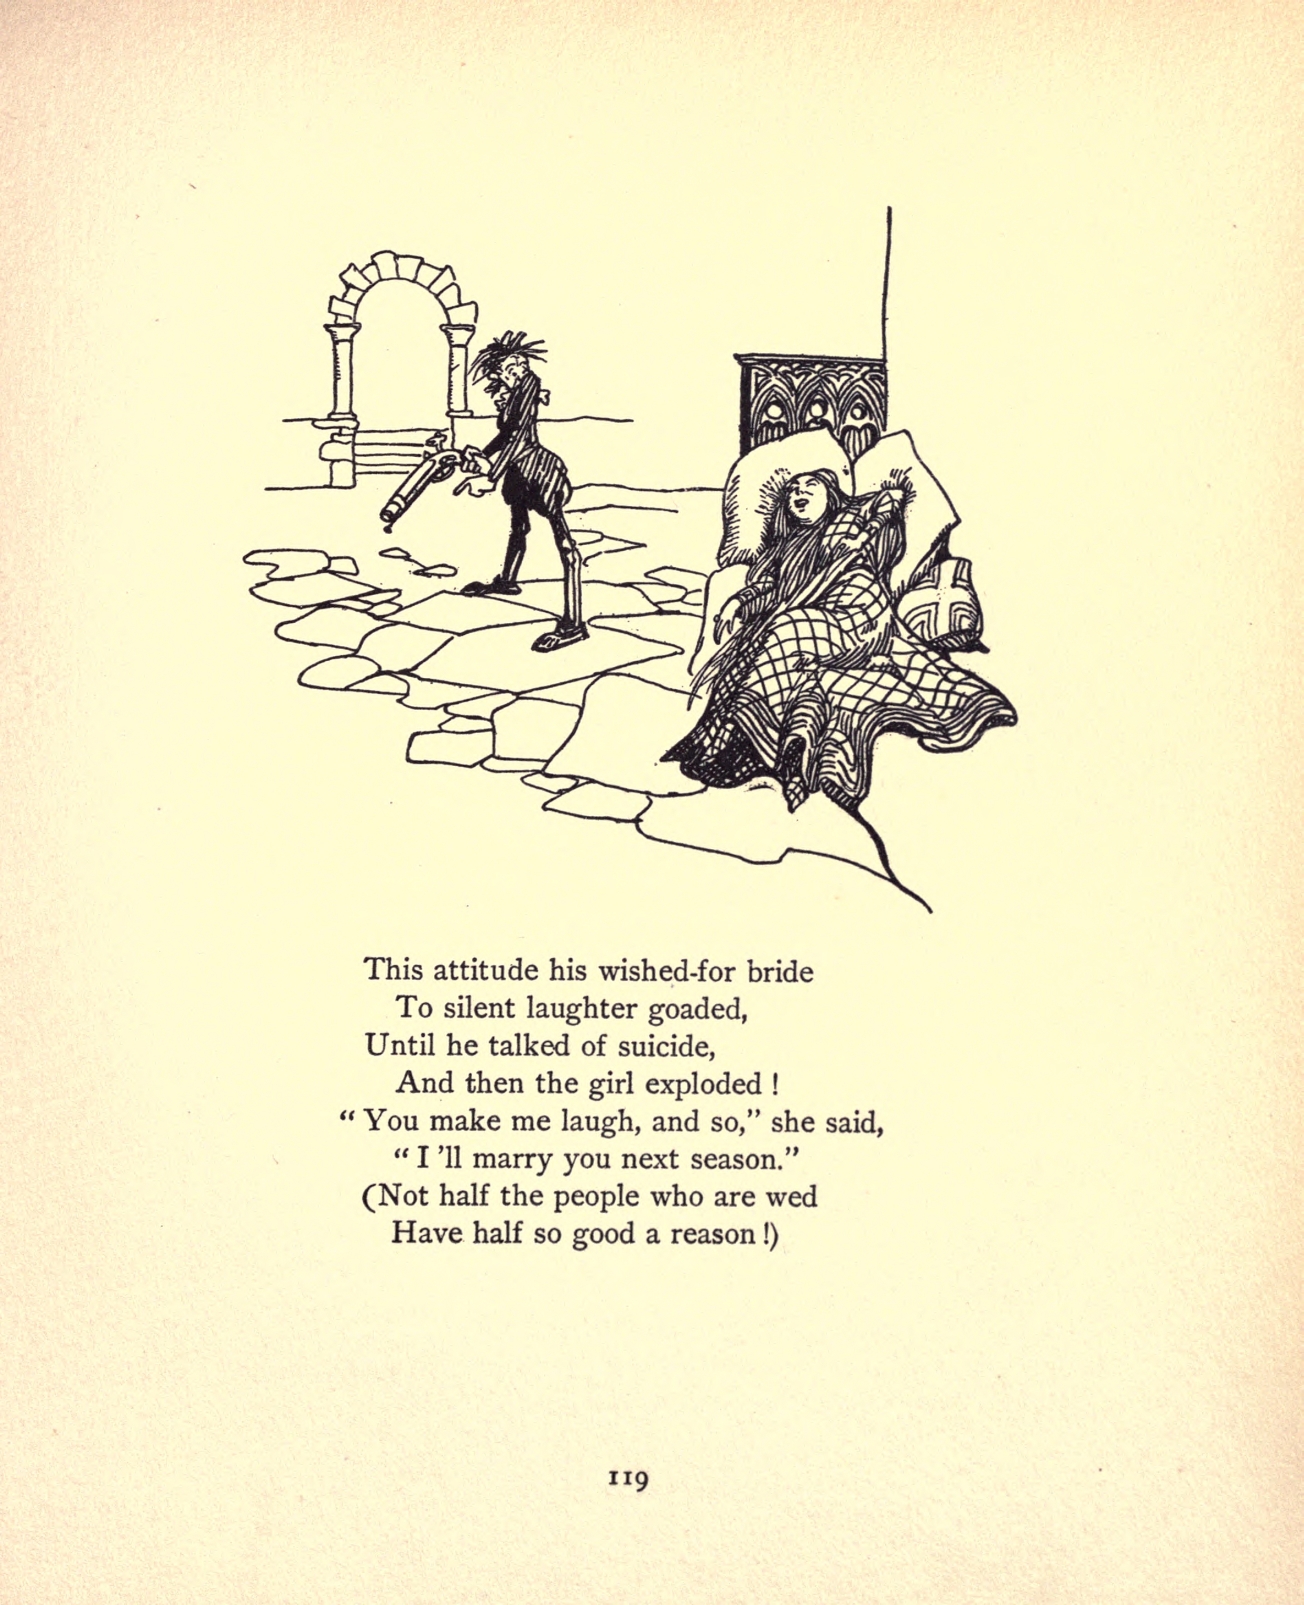 This attitude his wished-for bride
To silent laughter goaded,
Until he talked of suicide,
And then the girl exploded !
“ You make me laugh, and so,” she said,
“ I ’ll marry you next season.”
(Not half the people who are wed
Have half so good a reason !)
119